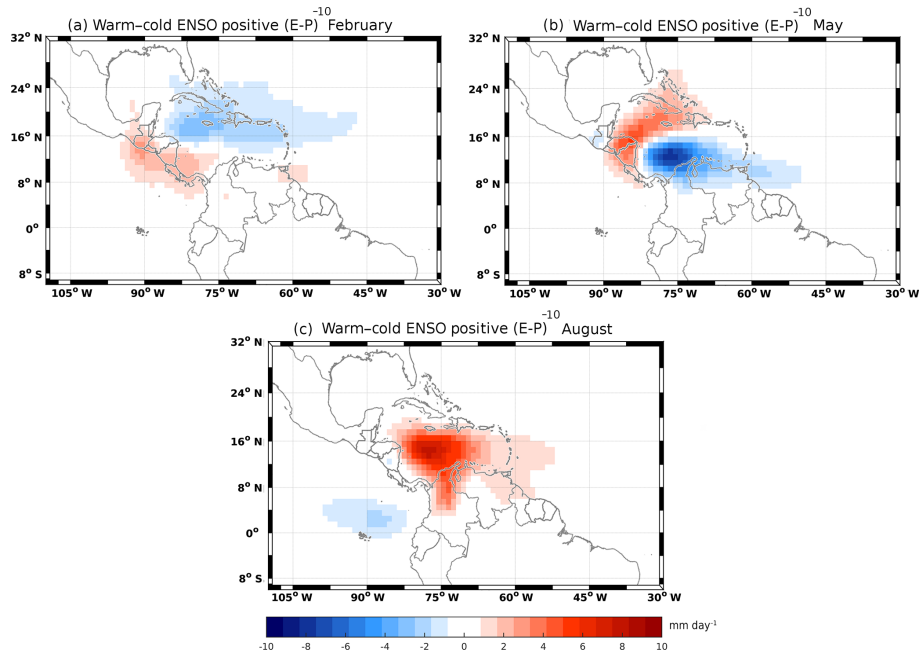 (a) Warm–cold ENSO positive (E-P)⁻¹⁰ February
32° N
24° N
16° N
8° N
0°
8° S
105° W 90° W 75° W 60° W 45° W 30° W
(b) Warm–cold ENSO positive (E-P)⁻¹⁰ May
32° N
24° N
16° N
8° N
0°
8° S
105° W 90° W 75° W 60° W 45° W 30° W
(c) Warm–cold ENSO positive (E-P)⁻¹⁰ August
32° N
24° N
16° N
8° N
0°
8° S
105° W 90° W 75° W 60° W 45° W 30° W
mm day⁻¹
-10 -8 -6 -4 -2 0 2 4 6 8 10